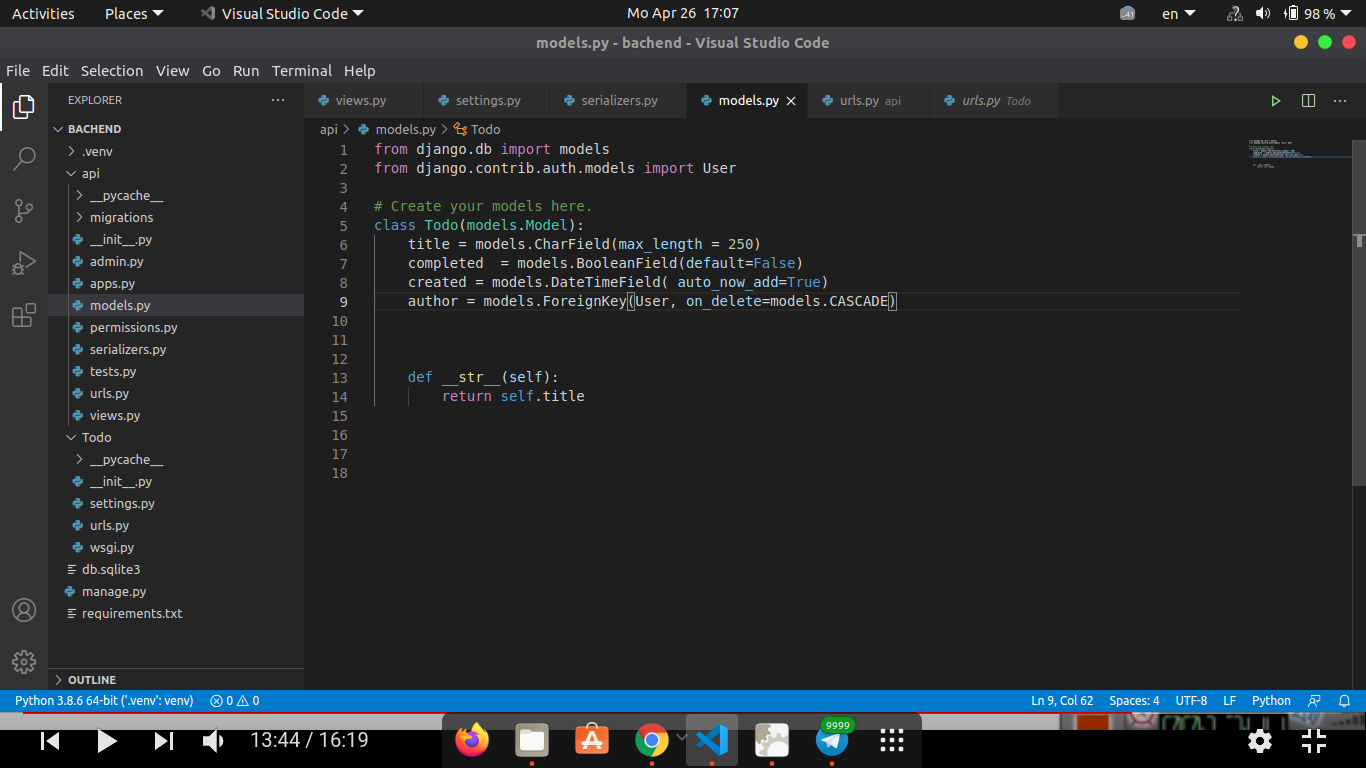 Activities Places Visual Studio Code Mo Apr 26 17:07 .41 en 98 %
models.py - bachend - Visual Studio Code
File Edit Selection View Go Run Terminal Help
EXPLORER ...
views.py settings.py serializers.py models.py urls.py api urls.py Todo
BACHEND
.venv
api
__pycache__
migrations
__init__.py
admin.py
apps.py
models.py
permissions.py
serializers.py
tests.py
urls.py
views.py
Todo
__pycache__
__init__.py
settings.py
urls.py
wsgi.py
db.sqlite3
manage.py
requirements.txt
OUTLINE
api > models.py > Todo
1 from django.db import models
2 from django.contrib.auth.models import User
3
4 # Create your models here.
5 class Todo(models.Model):
6     title = models.CharField(max_length = 250)
7     completed  = models.BooleanField(default=False)
8     created = models.DateTimeField( auto_now_add=True)
9     author = models.ForeignKey(User, on_delete=models.CASCADE)
10
11
12
13     def __str__(self):
14         return self.title
15
16
17
18
Python 3.8.6 64-bit ('.venv': venv) 0 0 Ln 9, Col 62 Spaces: 4 UTF-8 LF Python
13:44 / 16:19 9999